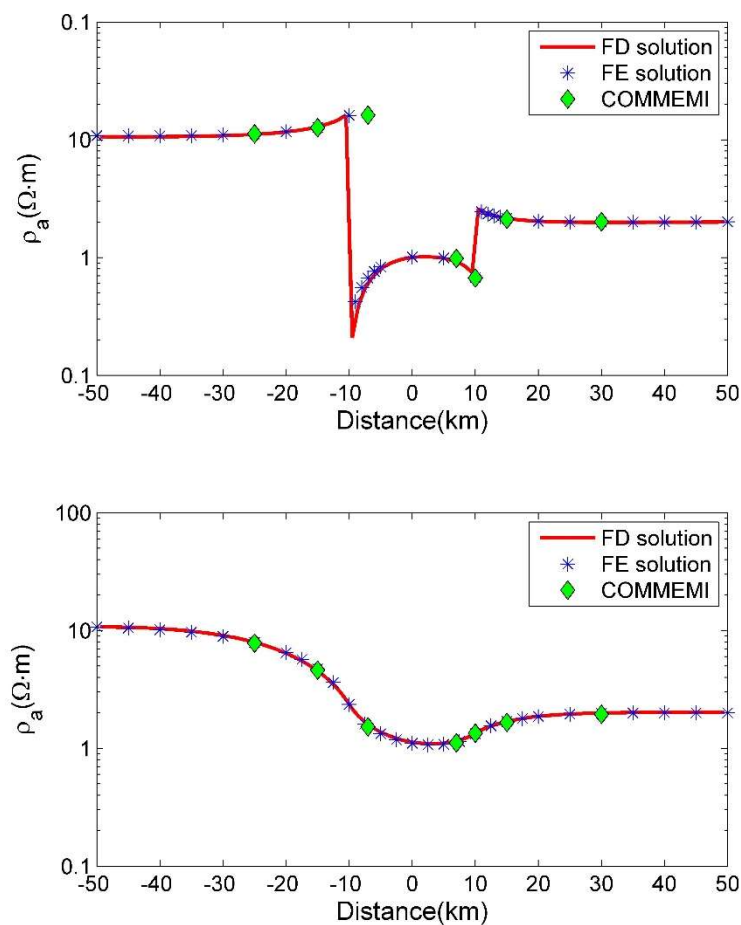 0.1
10
1
0.1
ρa(Ω·m)
FD solution
FE solution
COMMEMI
-50 -40 -30 -20 -10 0 10 20 30 40 50
Distance(km)
100
10
1
0.1
ρa(Ω·m)
FD solution
FE solution
COMMEMI
-50 -40 -30 -20 -10 0 10 20 30 40 50
Distance(km)